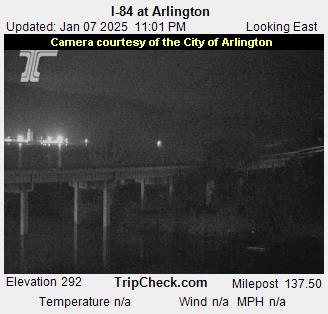 I-84 at Arlington
Updated: Jan 07 2025 11:01 PM Looking East
Camera courtesy of the City of Arlington
Elevation 292 TripCheck.com Milepost 137.50
Temperature n/a Wind n/a MPH n/a